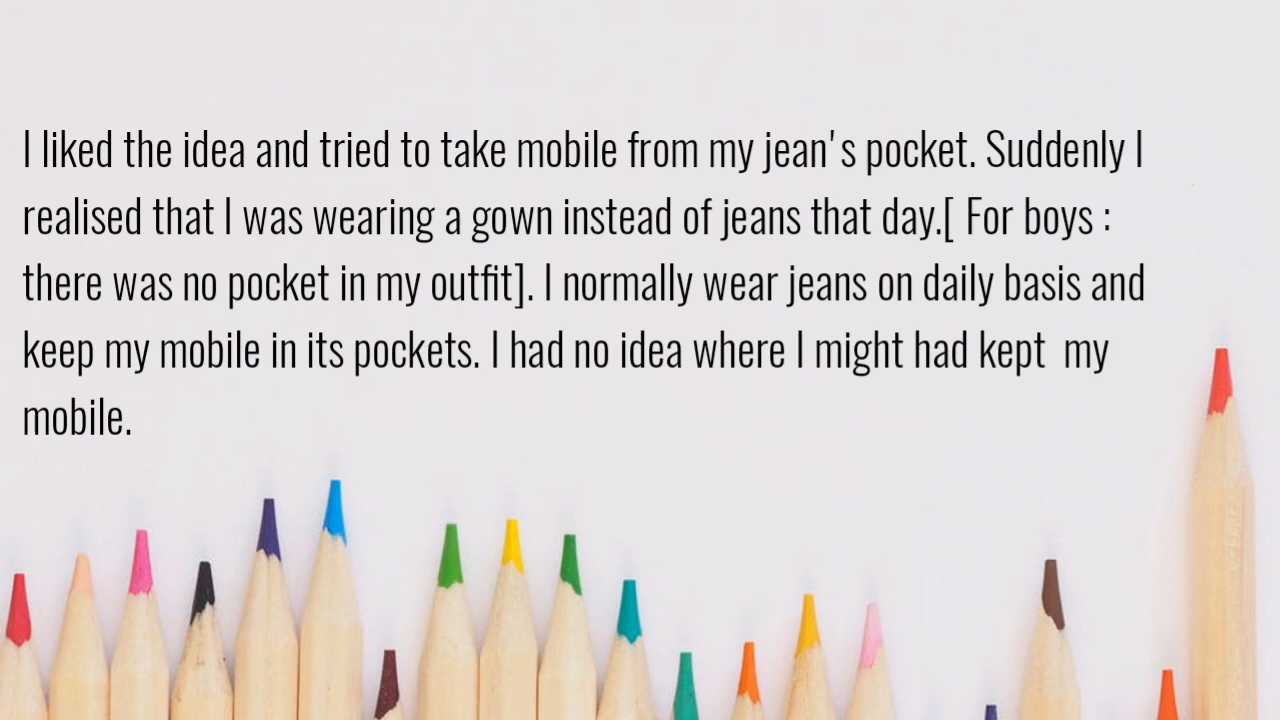 I liked the idea and tried to take mobile from my jean's pocket. Suddenly I
realised that I was wearing a gown instead of jeans that day.[ For boys :
there was no pocket in my outfit]. I normally wear jeans on daily basis and
keep my mobile in its pockets. I had no idea where I might had kept  my
mobile.